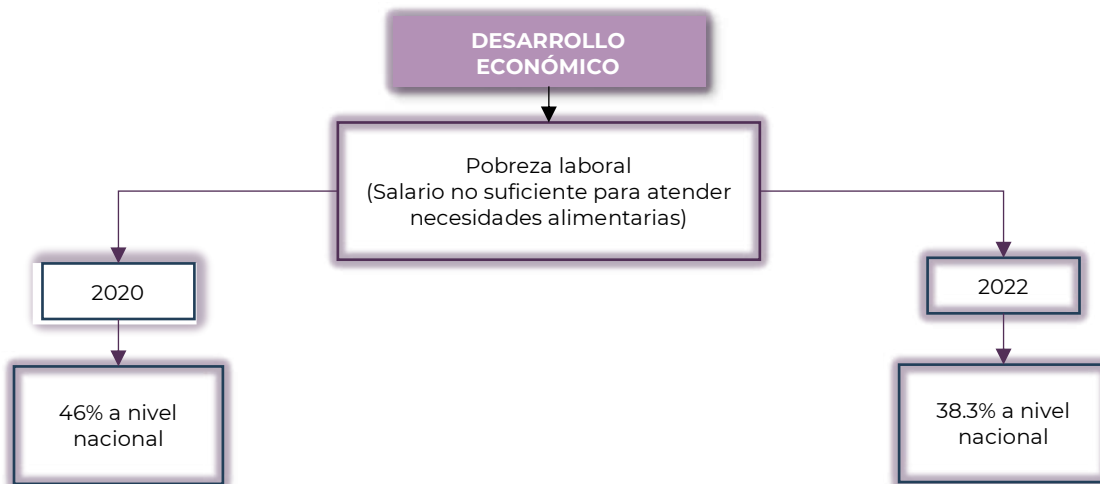 DESARROLLO
ECONÓMICO
Pobreza laboral
(Salario no suficiente para atender
necesidades alimentarias)
2020
2022
46% a nivel
nacional
38.3% a nivel
nacional